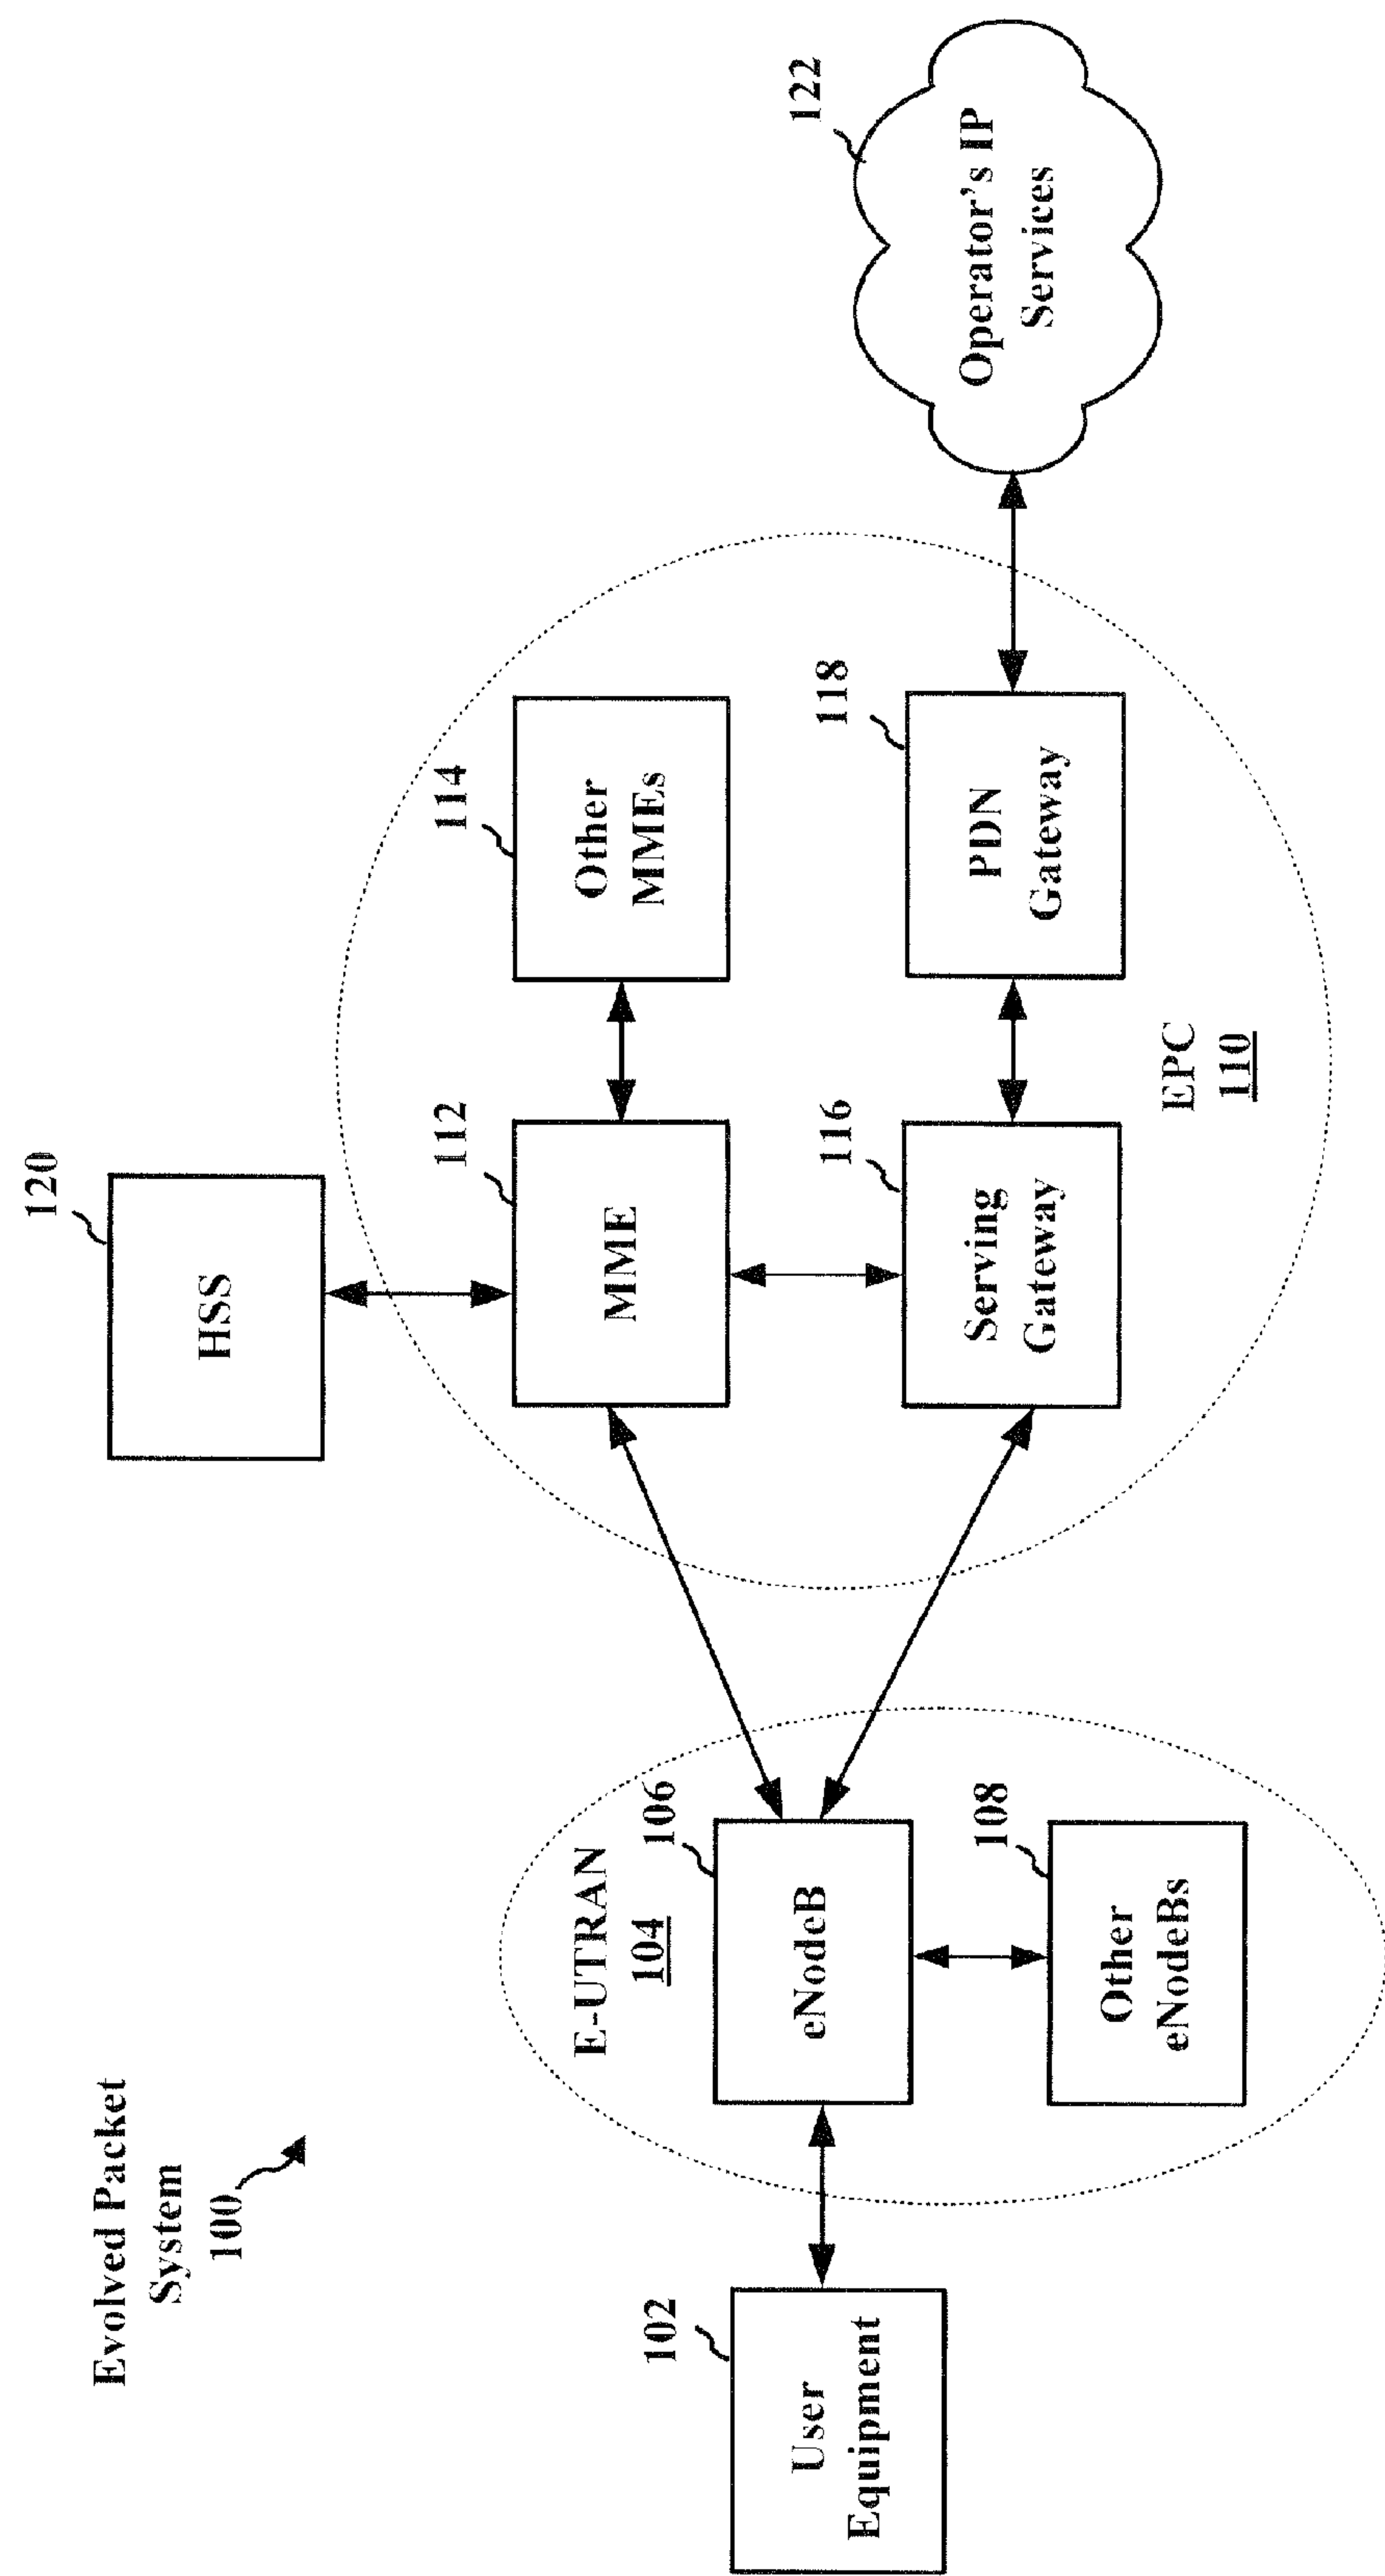 Evolved Packet
System
100
120
HSS
E-UTRAN
104
102
User
Equipment
106
eNodeB
108
Other
eNodeBs
112
MME
114
Other
MMEs
116
Serving
Gateway
118
PDN
Gateway
EPC
110
122
Operator's IP
Services